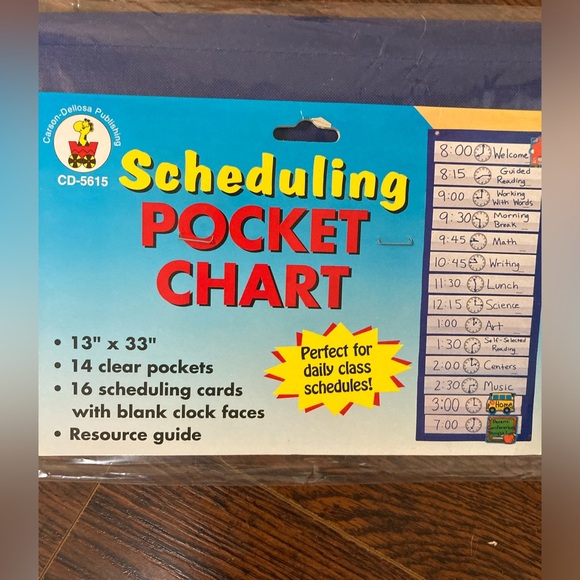 Carson-Dellosa Publishing
CD-5615
Scheduling
POCKET
CHART
• 13" x 33"
• 14 clear pockets
• 16 scheduling cards
with blank clock faces
• Resource guide
Perfect for
daily class
schedules!
8:00 Welcome
8:15 Guided
Reading
9:00 Working
With Words
9:30 Morning
Break
9:45 Math
10:45 Writing
11:30 Lunch
12:15 Science
1:00 Art
1:30 Self-Selected
Reading
2:00 Centers
2:30 Music
3:00 Home
7:00